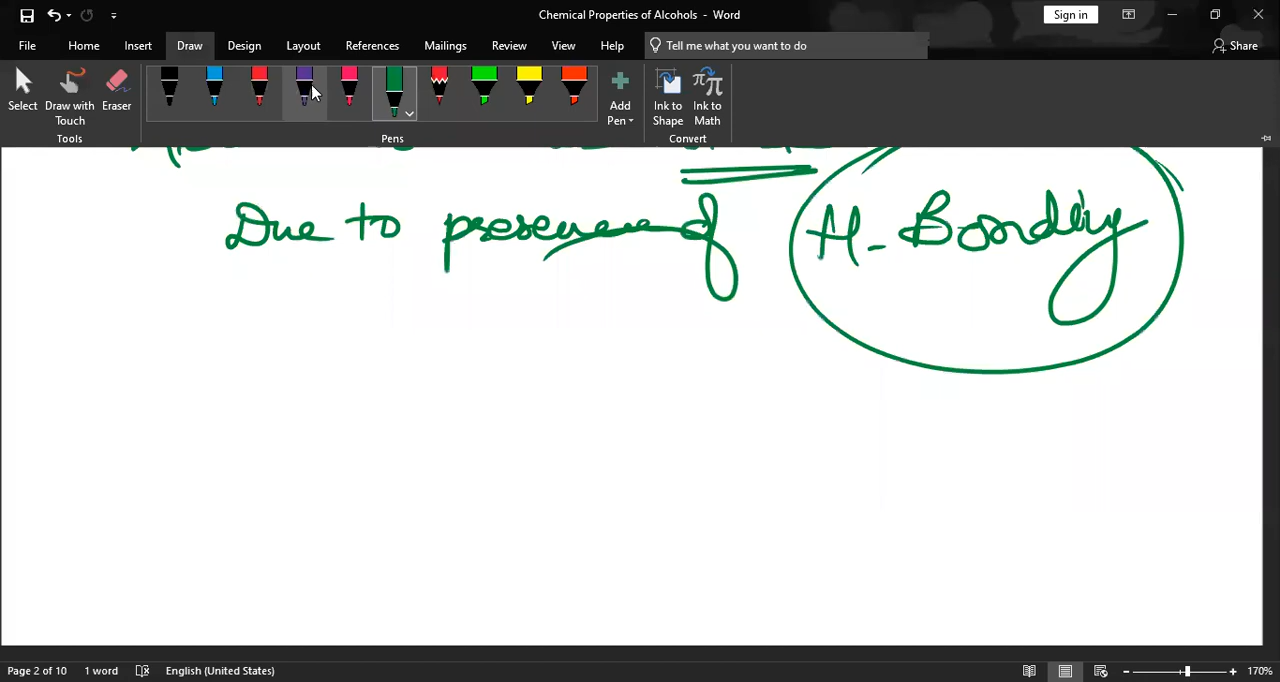 Chemical Properties of Alcohols - Word
Sign in
File Home Insert Draw Design Layout References Mailings Review View Help Tell me what you want to do Share
Select Draw with Touch Eraser Add Pen Ink to Shape Ink to Math
Tools Pens Convert
Due to presence of H-Bonding
Page 2 of 10 1 word English (United States) 170%